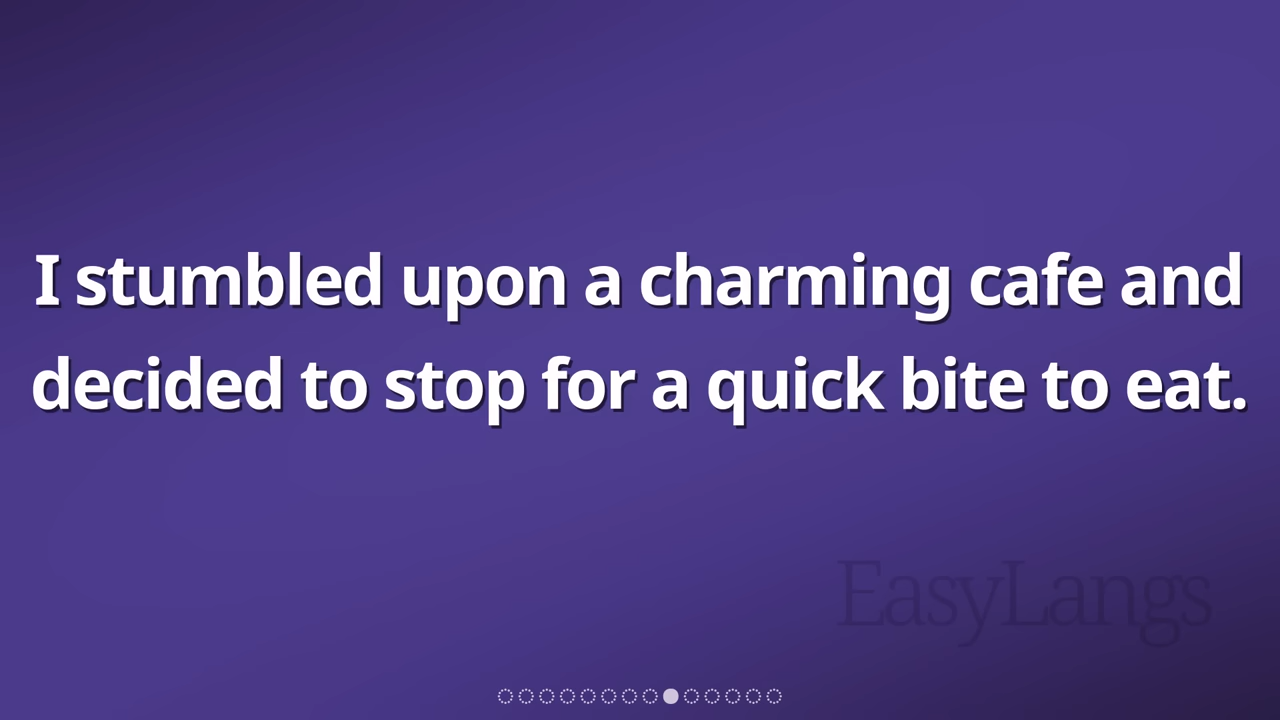 I stumbled upon a charming cafe and
decided to stop for a quick bite to eat.
EasyLangs